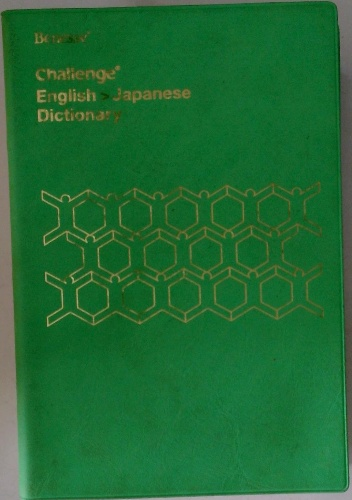 Benesse®
Challenge®
English > Japanese
Dictionary